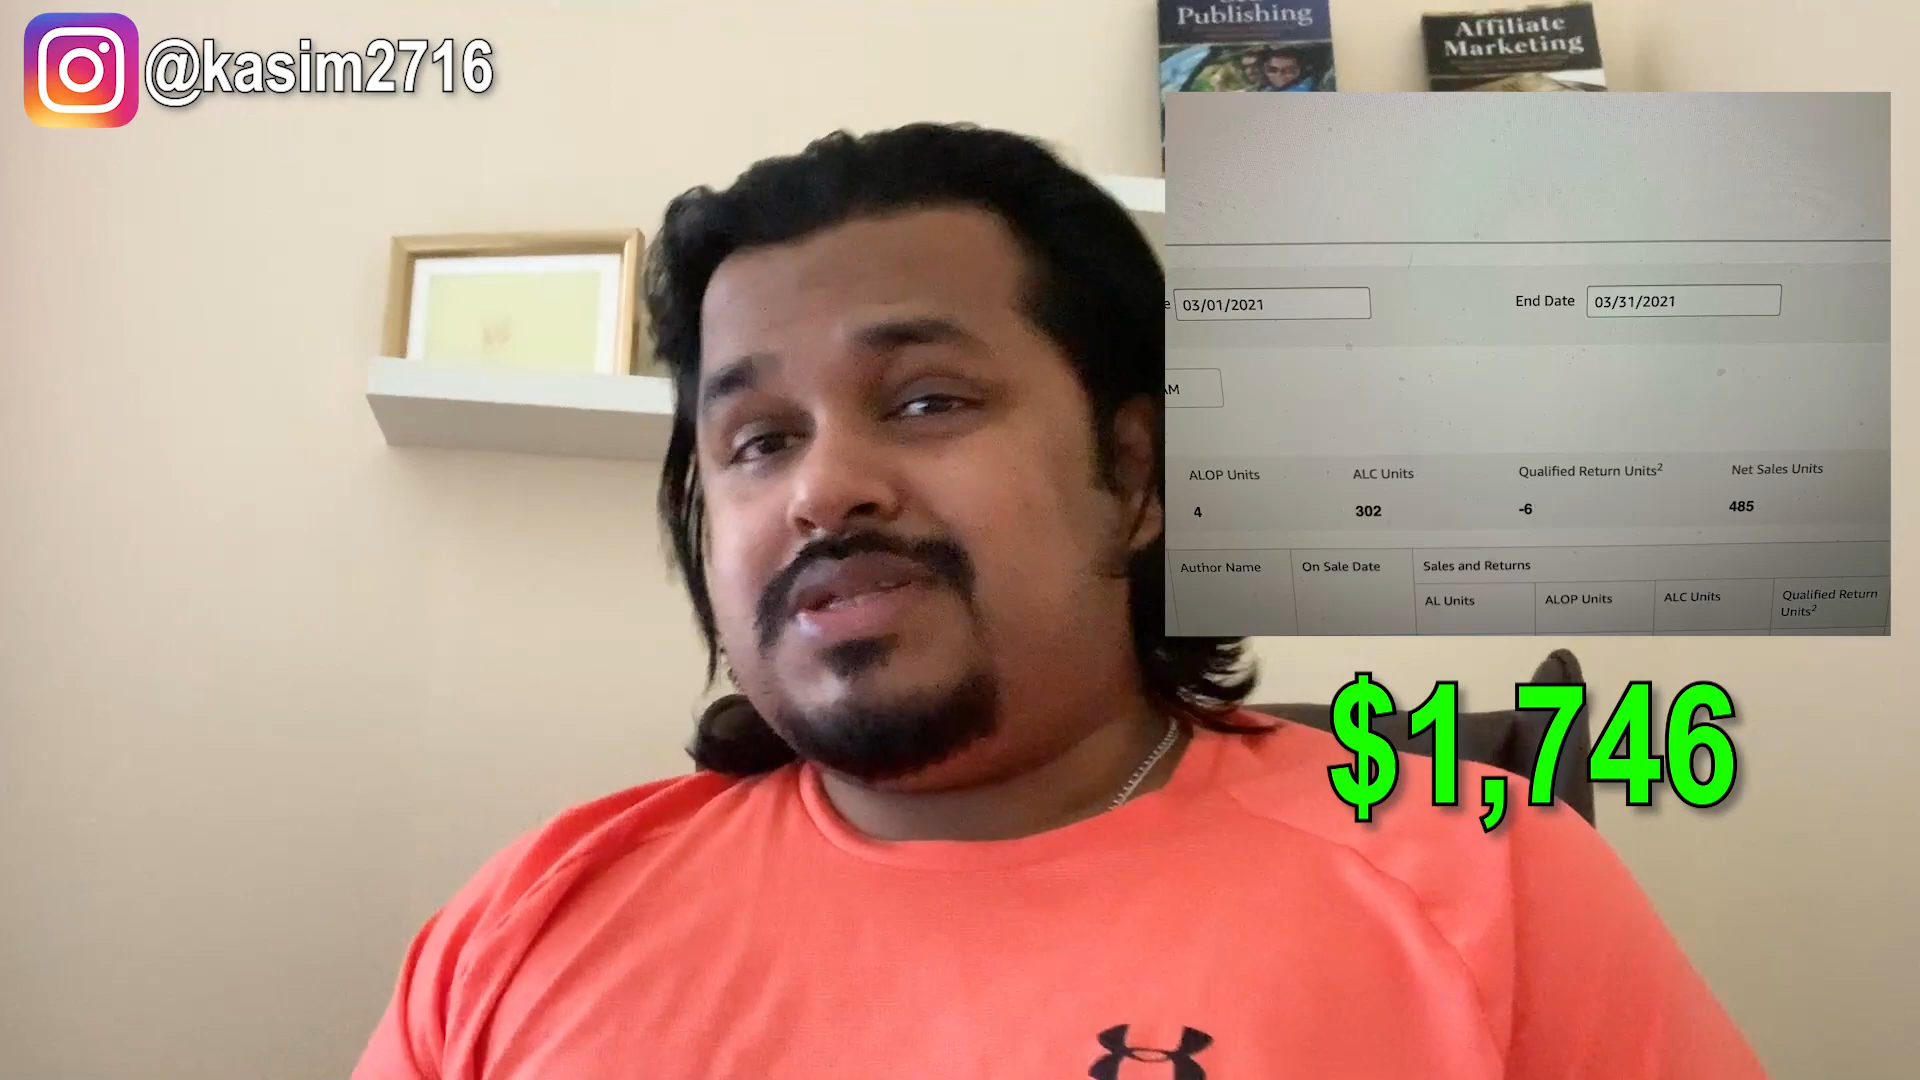 @kasim2716
Publishing
Affiliate
Marketing
03/01/2021
End Date
03/31/2021
AM
ALOP Units
ALC Units
Qualified Return Units²
Net Sales Units
4
302
-6
485
Author Name
On Sale Date
Sales and Returns
AL Units
ALOP Units
ALC Units
Qualified Return
Units²
$1,746